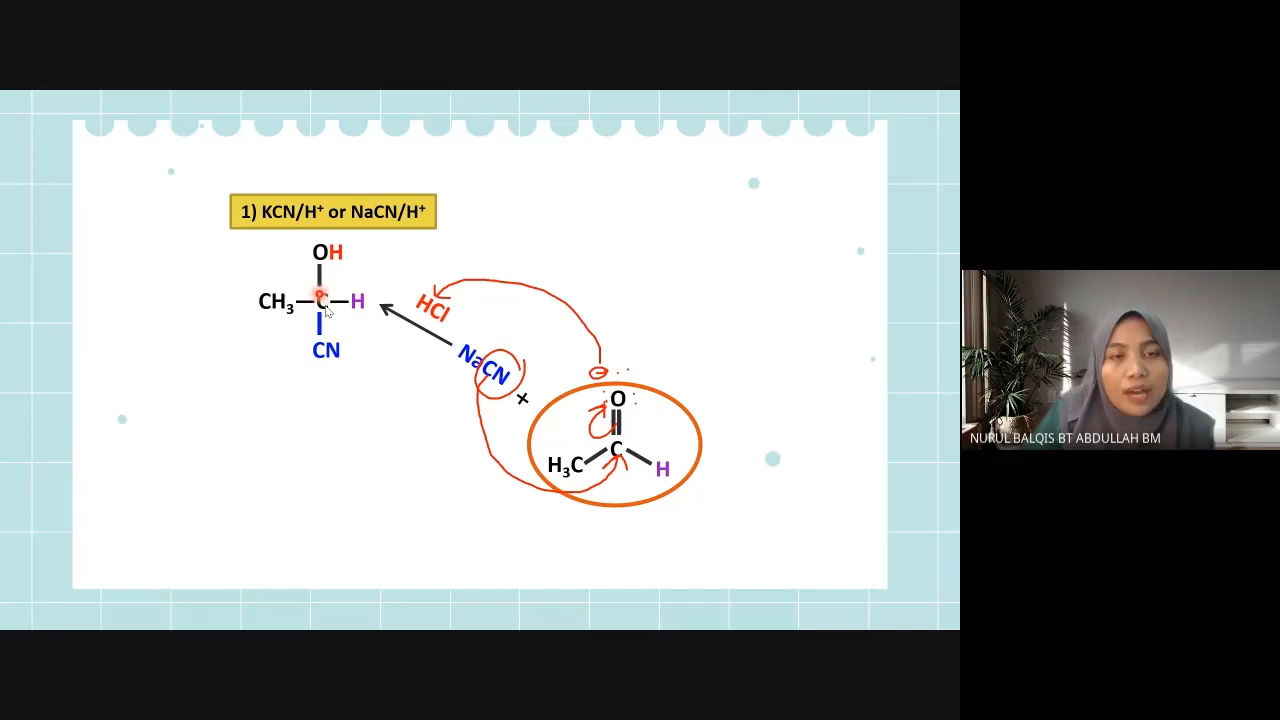 1) KCN/H⁺ or NaCN/H⁺
OH
CH₃ C H
CN
HCl
NaCN
+
O
C
H₃C H
NURUL BALQIS BT ABDULLAH BM